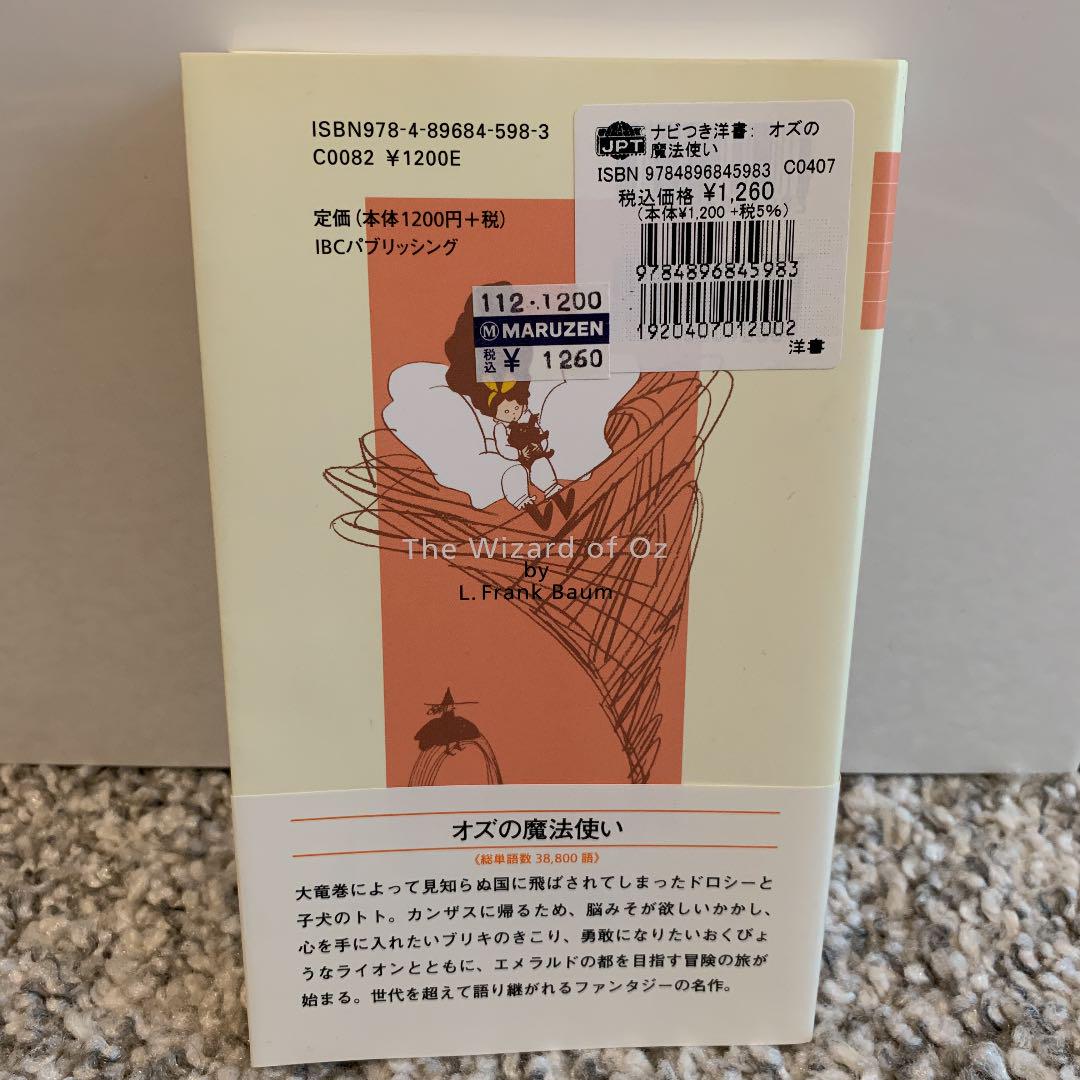 ISBN978-4-89684-598-3
C0082 ¥1200E
定価(本体1200円+税)
IBCパブリッシング
JPT
ナビつき洋書: オズの
魔法使い
ISBN 9784896845983 C0407
税込価格 ¥1,260
(本体¥1,200 +税5%)
9784896845983
1920407012002
洋書
112・1200
M MARUZEN
税込 ¥ 1260
The Wizard of Oz
by
L. Frank Baum
オズの魔法使い
《総単語数 38,800 語》
大竜巻によって見知らぬ国に飛ばされてしまったドロシーと
子犬のトト。カンザスに帰るため、脳みそが欲しいかかし、
心を手に入れたいブリキのきこり、勇敢になりたいおくびょ
うなライオンとともに、エメラルドの都を目指す冒険の旅が
始まる。世代を超えて語り継がれるファンタジーの名作。